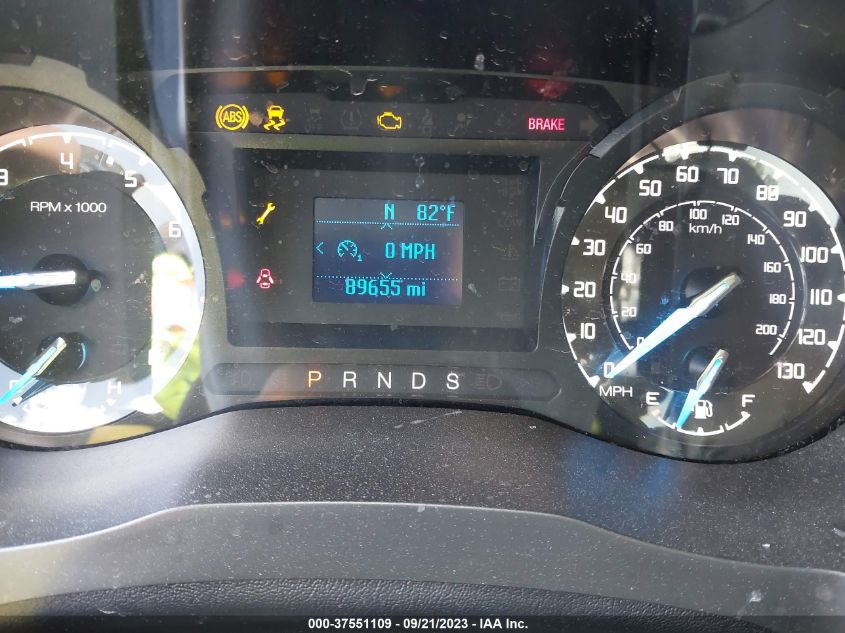 ABS BRAKE
3 4 5 6
RPM x 1000
C H
N 82°F
0 MPH
89655 mi
P R N D S
0 10 20 30 40 50 60 70 80 90 100 110 120 130
MPH
0 20 40 60 80 100 120 140 160 180 200
km/h
E F
000-37551109 - 09/21/2023 - IAA Inc.